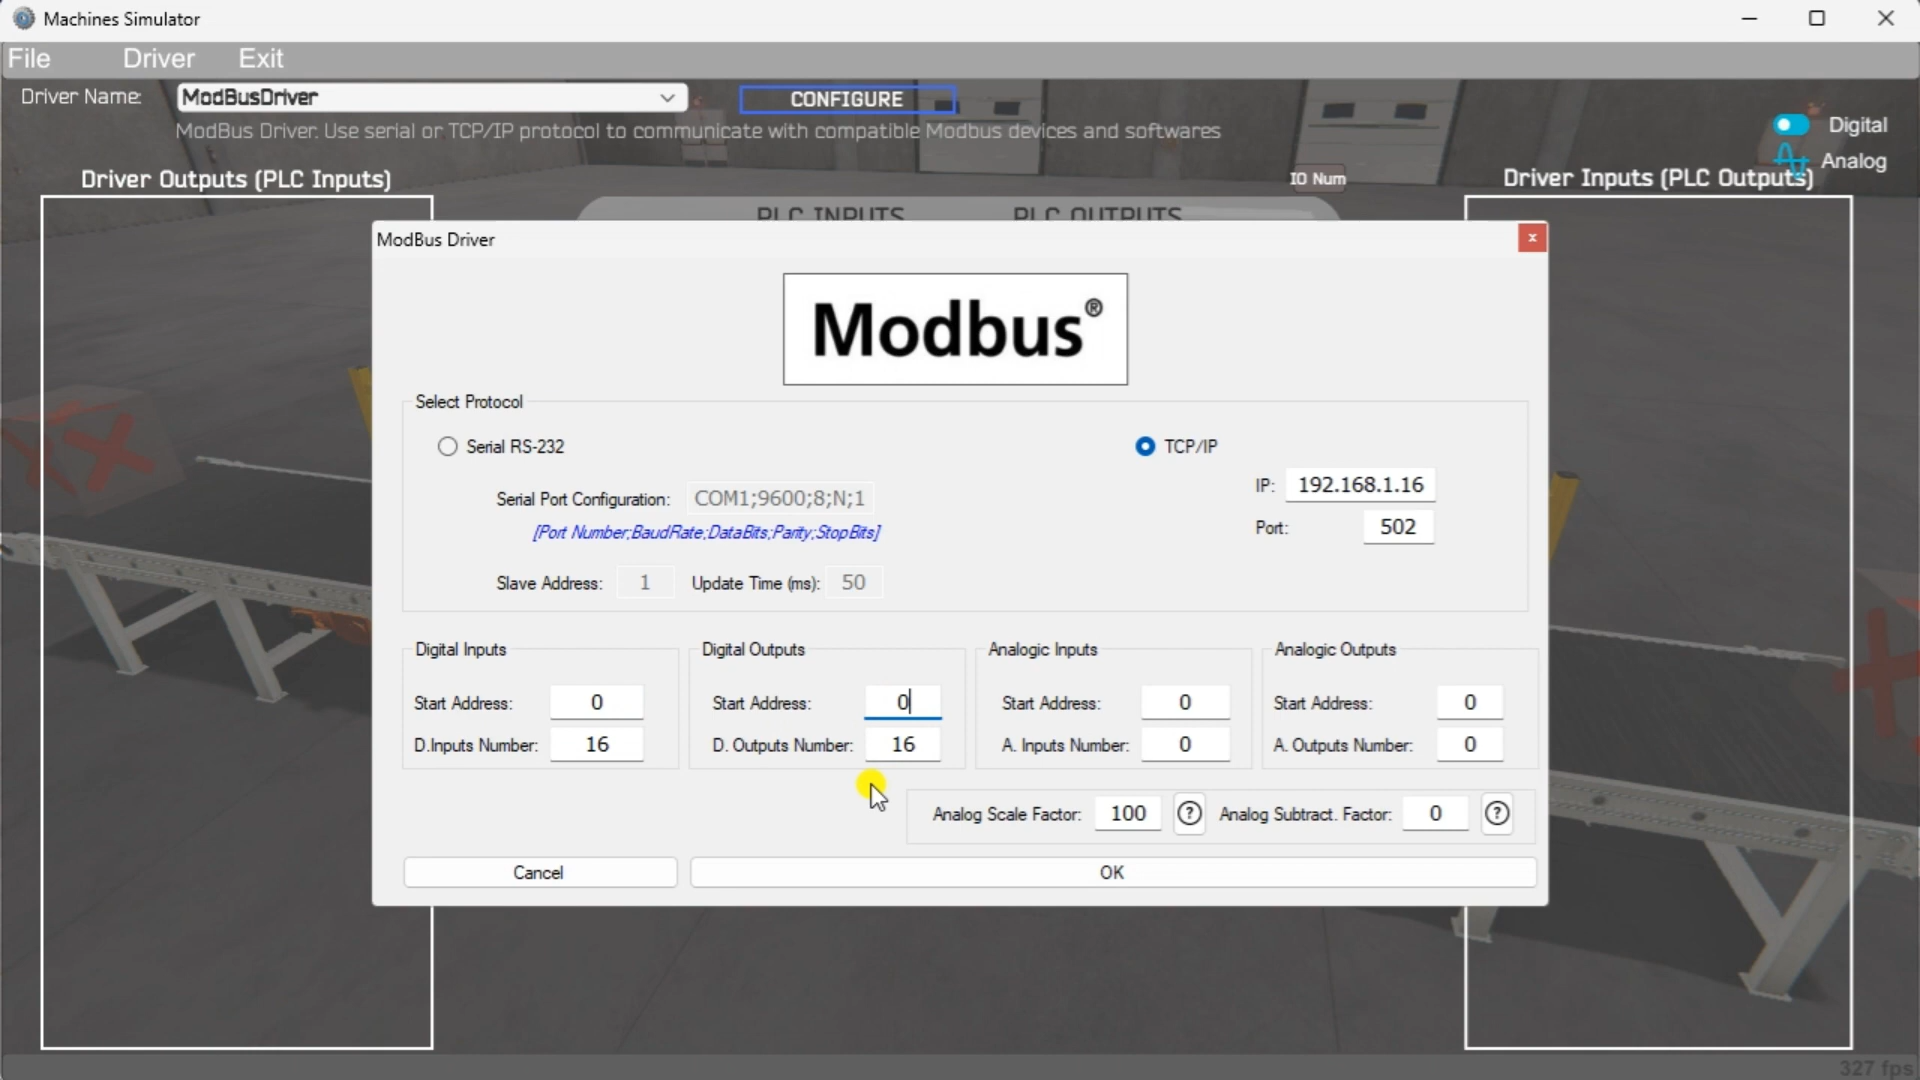 Machines Simulator
File Driver Exit
Driver Name: ModBusDriver CONFIGURE
ModBus Driver: Use serial or TCP/IP protocol to communicate with compatible Modbus devices and softwares
Digital
Analog
Driver Outputs (PLC Inputs) IO Num Driver Inputs (PLC Outputs)
PLC INPUTS PLC OUTPUTS
ModBus Driver x
Modbus®
Select Protocol
Serial RS-232 TCP/IP
IP: 192.168.1.16
Serial Port Configuration: COM1;9600;8;N;1
[Port Number;BaudRate;DataBits;Parity;StopBits]
Port: 502
Slave Address: 1 Update Time (ms): 50
Digital Inputs Digital Outputs Analogic Inputs Analogic Outputs
Start Address: 0 Start Address: 0 Start Address: 0 Start Address: 0
D.Inputs Number: 16 D. Outputs Number: 16 A. Inputs Number: 0 A. Outputs Number: 0
Analog Scale Factor: 100 ? Analog Subtract. Factor: 0 ?
Cancel OK
327 fps